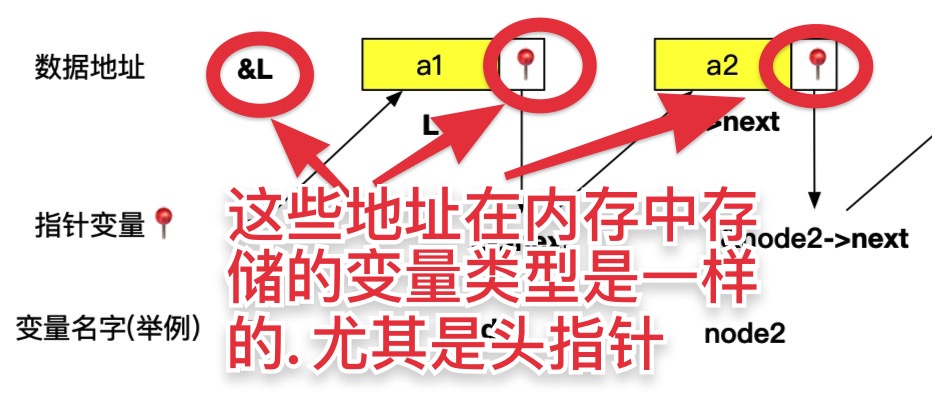 数据地址 &L a1 a2
L >next
指针变量
这些地址在内存中存
node2->next
储的变量类型是一样
变量名字(举例) node2
的.尤其是头指针